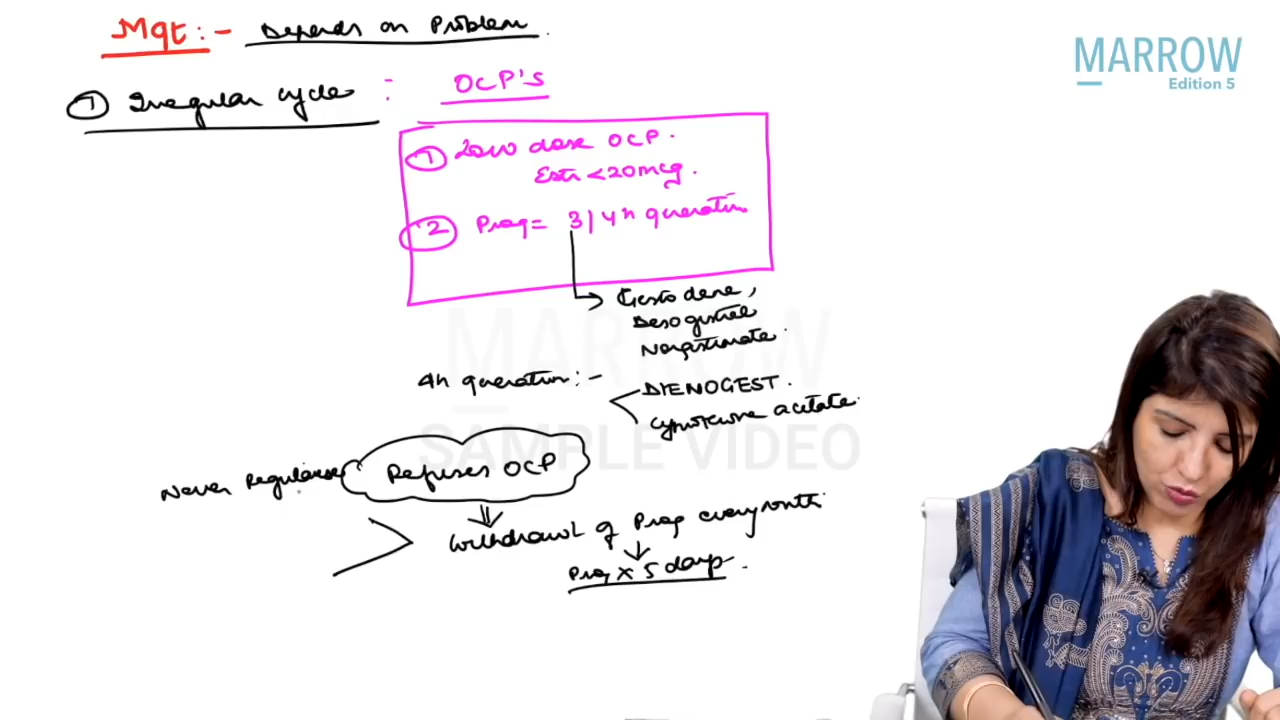 Mgt:- Depends on Problem.
MARROW
Edition 5
① Irregular cycle : OCP's
① Low dose OCP.
Estr <20mcg.
② Prog= 3/4th generation
Gestodene,
Desogestrel
Norgestimate.
4th generation:-
DIENOGEST.
cyproterone acetate.
MARROW
SAMPLE VIDEO
Never Regularise
Refuses OCP
withdrawl of Prog every month
Prog x 5 days.